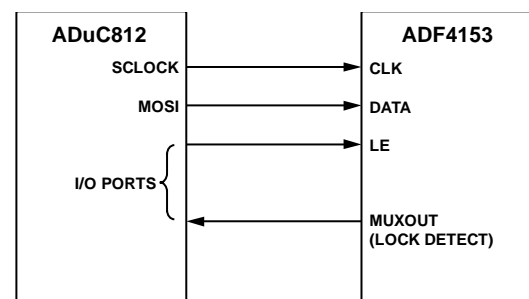 ADuC812
ADF4153
SCLOCK
CLK
MOSI
DATA
LE
I/O PORTS
MUXOUT
(LOCK DETECT)